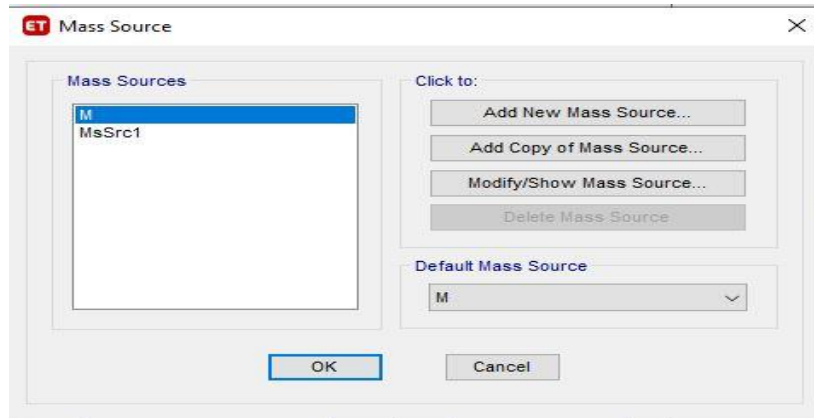 ET Mass Source
Mass Sources
M
MsSrc1
Click to:
Add New Mass Source...
Add Copy of Mass Source...
Modify/Show Mass Source...
Delete Mass Source
Default Mass Source
M
OK
Cancel